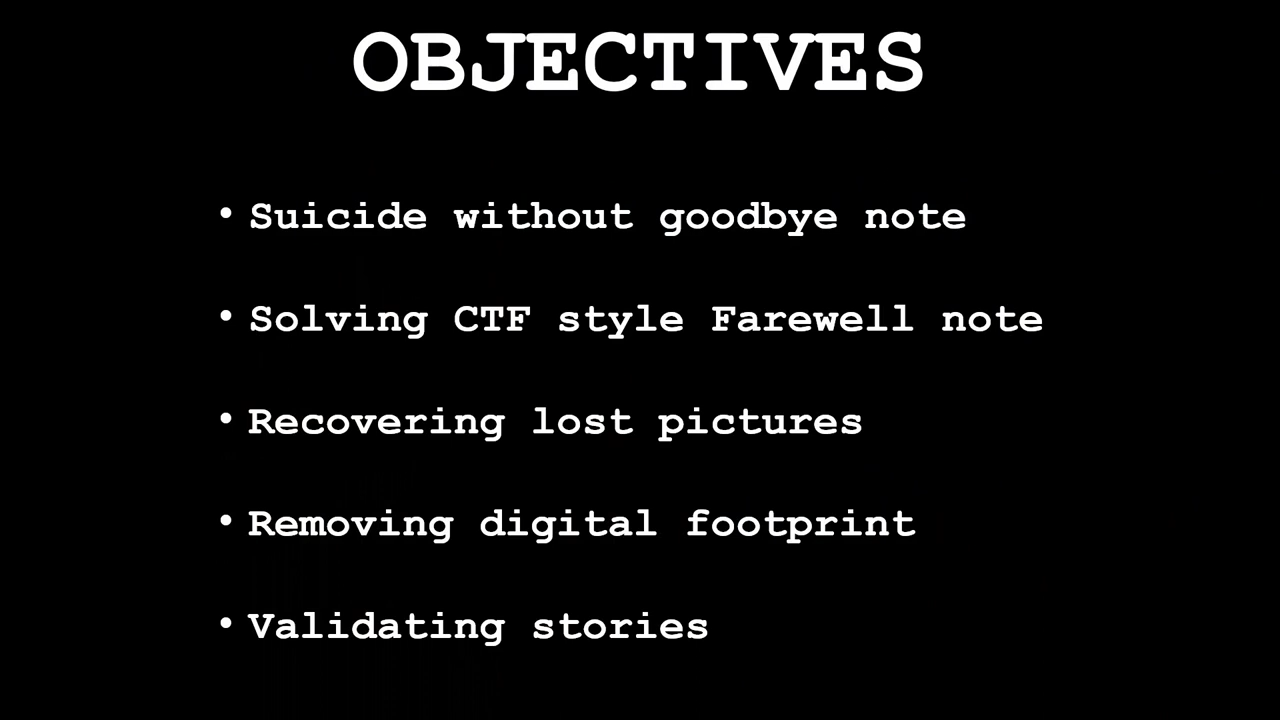 OBJECTIVES
• Suicide without goodbye note
• Solving CTF style Farewell note
• Recovering lost pictures
• Removing digital footprint
• Validating stories